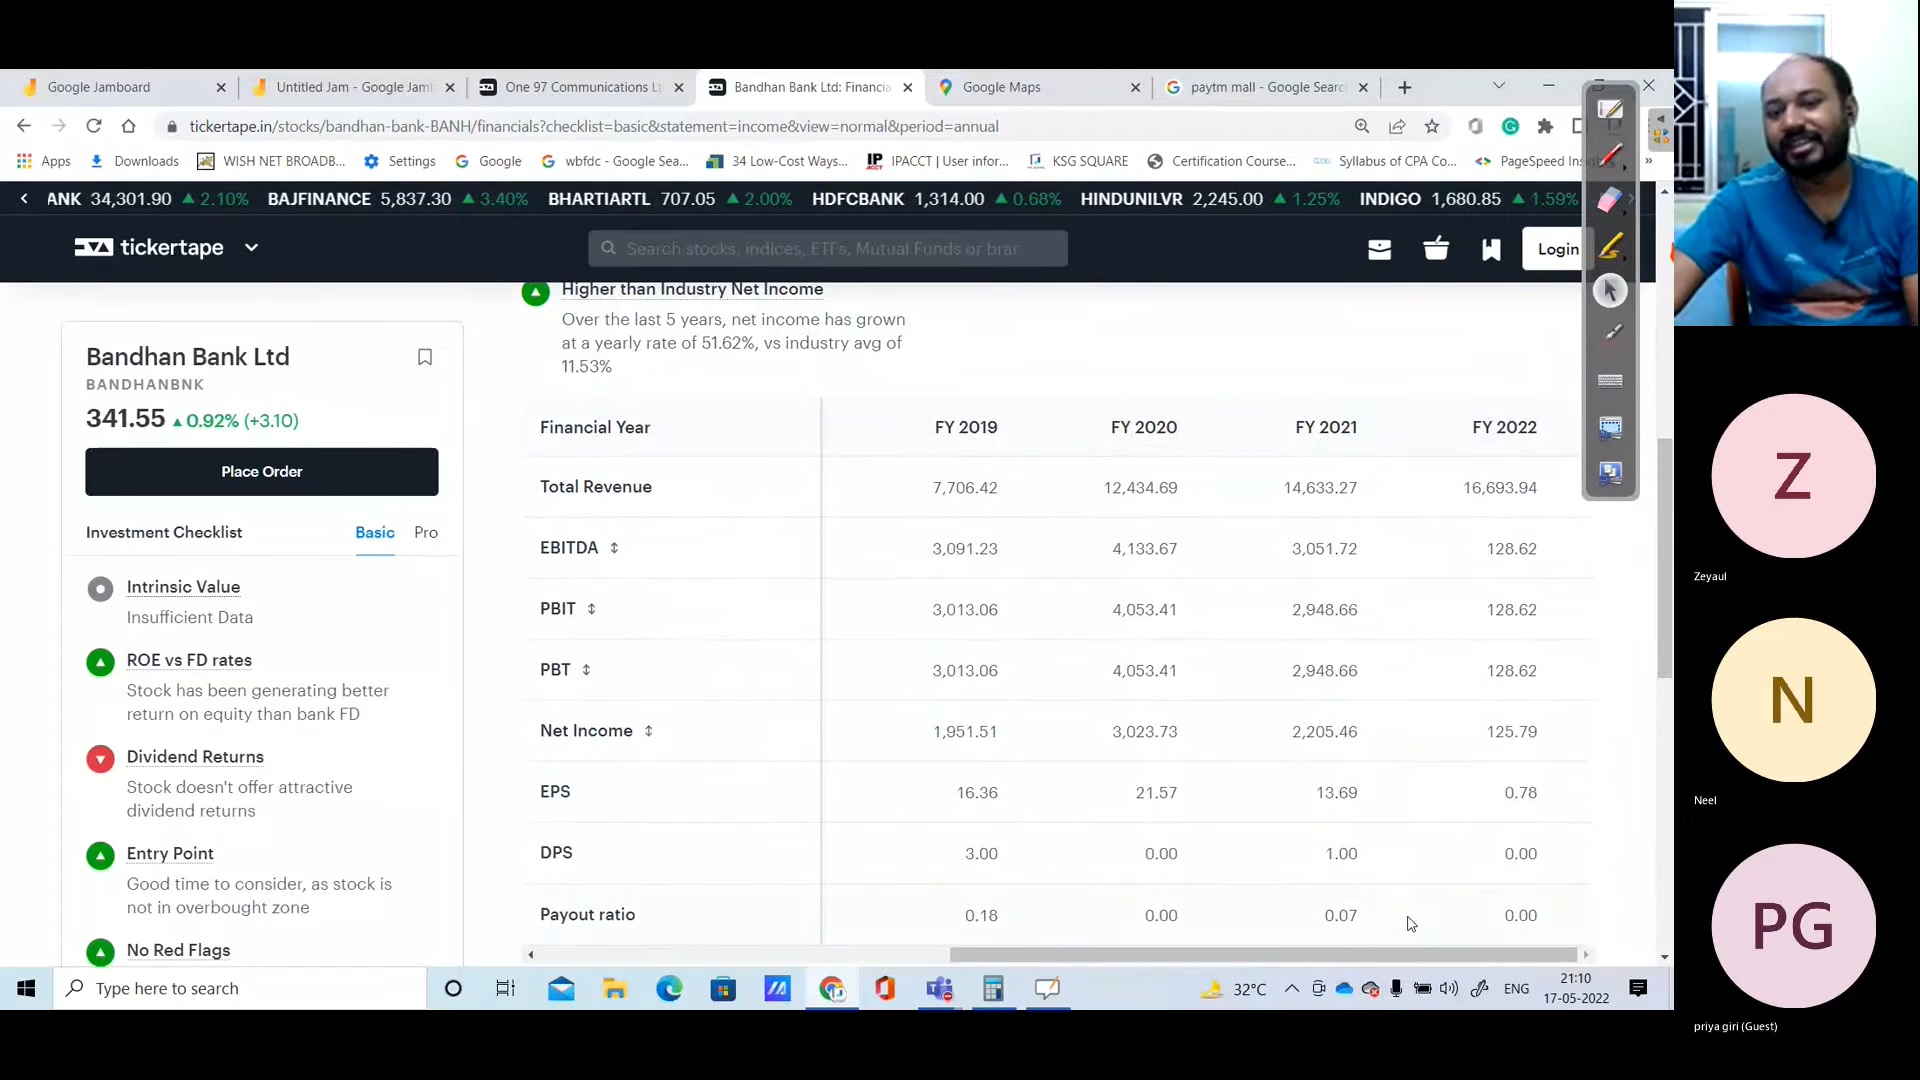 Google Jamboard
Untitled Jam - Google Jam
One 97 Communications L
Bandhan Bank Ltd: Financia
Google Maps
paytm mall - Google Searc
tickertape.in/stocks/bandhan-bank-BANH/financials?checklist=basic&statement=income&view=normal&period=annual
Apps
Downloads
WISH NET BROADB...
Settings
Google
wbfdc - Google Sea...
34 Low-Cost Ways...
IPACCT | User infor...
KSG SQUARE
Certification Course...
Syllabus of CPA Co...
PageSpeed Ins
»
ANK 34,301.90 ▲ 2.10% BAJFINANCE 5,837.30 ▲ 3.40% BHARTIARTL 707.05 ▲ 2.00% HDFCBANK 1,314.00 ▲ 0.68% HINDUNILVR 2,245.00 ▲ 1.25% INDIGO 1,680.85 ▲ 1.59%
tickertape
Search stocks, indices, ETFs, Mutual Funds or bran
Login
Higher than Industry Net Income
Over the last 5 years, net income has grown
at a yearly rate of 51.62%, vs industry avg of
11.53%
Bandhan Bank Ltd
BANDHANBNK
341.55 ▲ 0.92% (+3.10)
Place Order
Investment Checklist Basic Pro
Intrinsic Value
Insufficient Data
ROE vs FD rates
Stock has been generating better
return on equity than bank FD
Dividend Returns
Stock doesn't offer attractive
dividend returns
Entry Point
Good time to consider, as stock is
not in overbought zone
No Red Flags
Financial Year FY 2019 FY 2020 FY 2021 FY 2022
Total Revenue 7,706.42 12,434.69 14,633.27 16,693.94
EBITDA 3,091.23 4,133.67 3,051.72 128.62
PBIT 3,013.06 4,053.41 2,948.66 128.62
PBT 3,013.06 4,053.41 2,948.66 128.62
Net Income 1,951.51 3,023.73 2,205.46 125.79
EPS 16.36 21.57 13.69 0.78
DPS 3.00 0.00 1.00 0.00
Payout ratio 0.18 0.00 0.07 0.00
Type here to search
32°C
ENG
21:10
17-05-2022
Z
Zeyaul
N
Neel
PG
priya giri (Guest)